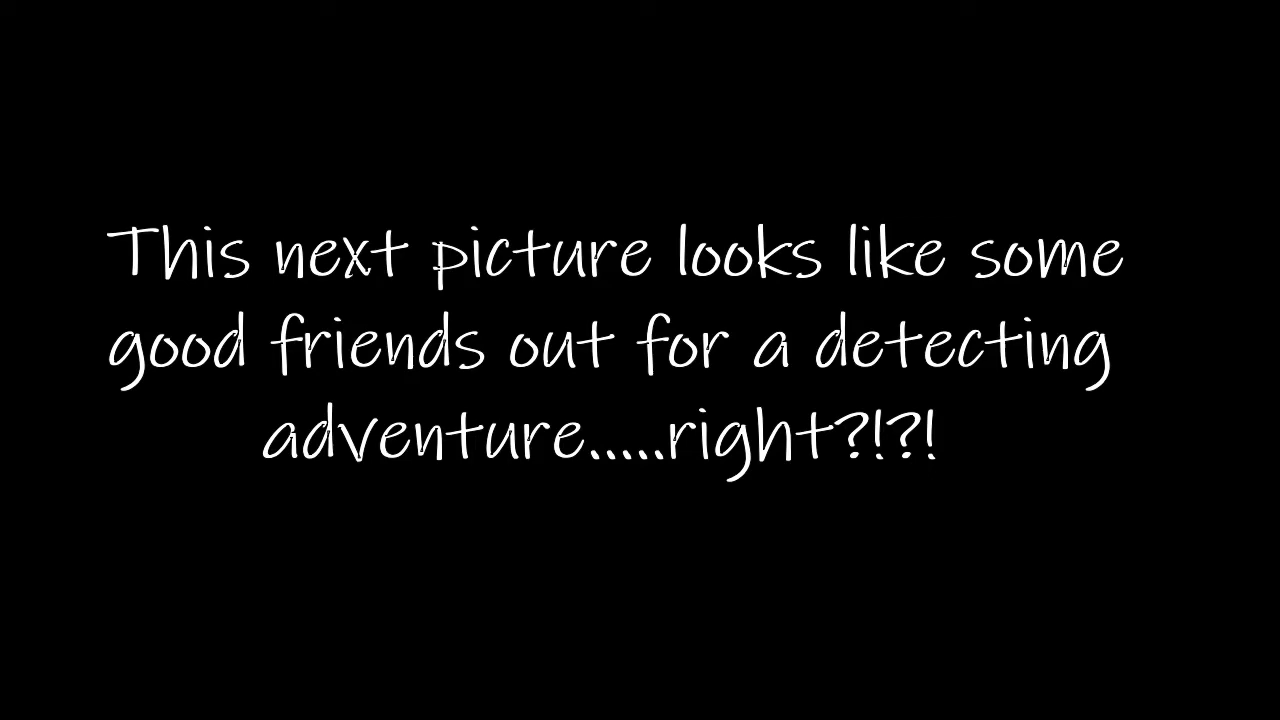 This next picture looks like some
good friends out for a detecting
adventure.....right?!?!